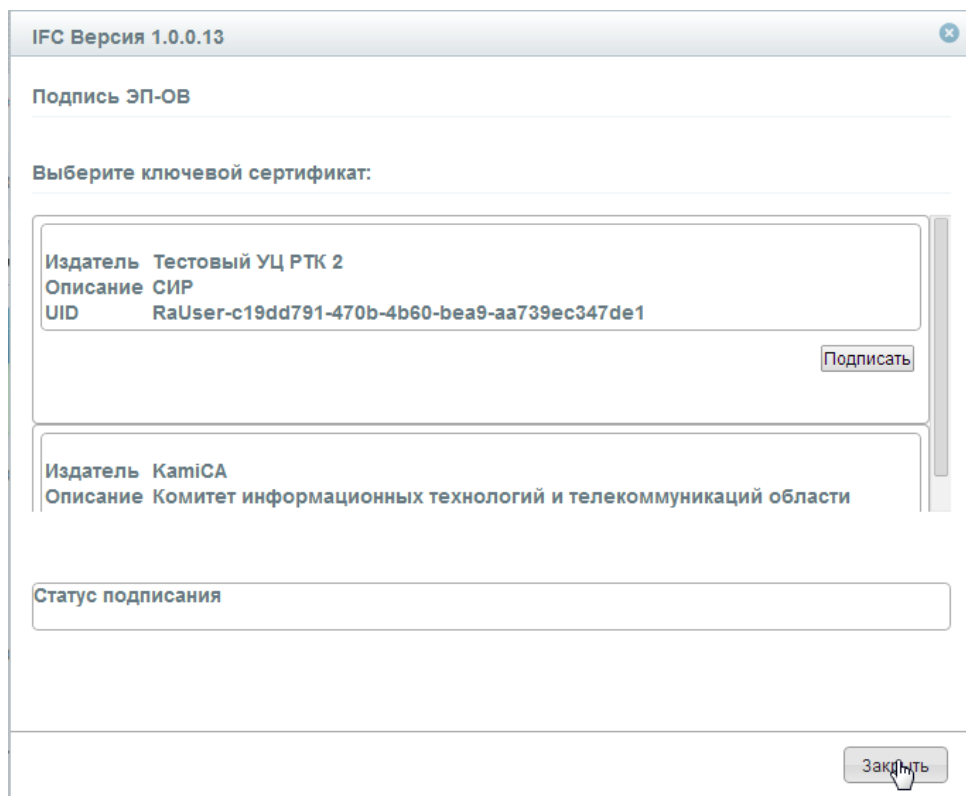 IFC Версия 1.0.0.13
Подпись ЭП-ОВ
Выберите ключевой сертификат:
Издатель Тестовый УЦ РТК 2
Описание СИР
UID RaUser-c19dd791-470b-4b60-bea9-aa739ec347de1
Подписать
Издатель KamiCA
Описание Комитет информационных технологий и телекоммуникаций области
Статус подписания
Закрыть